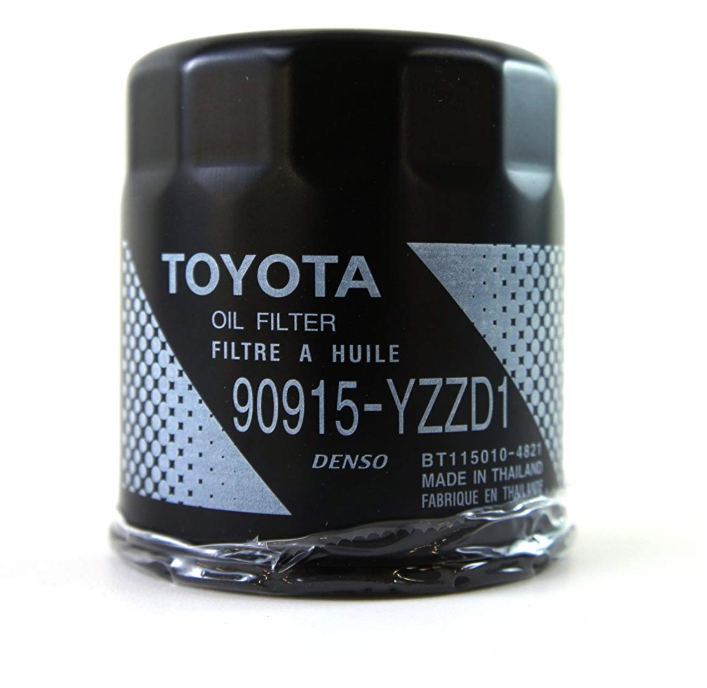 TOYOTA
OIL FILTER
FILTRE A HUILE
90915-YZZD1
DENSO
BT115010-4821
MADE IN THAILAND
FABRIQUE EN THAILANDE